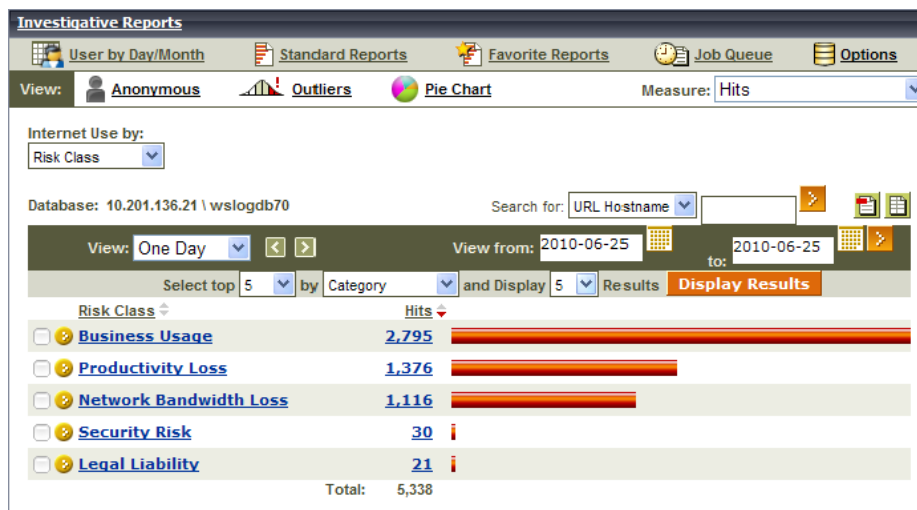 Investigative Reports
User by Day/Month Standard Reports Favorite Reports Job Queue Options
View: Anonymous Outliers Pie Chart Measure: Hits
Internet Use by:
Risk Class
Database: 10.201.136.21 \ wslogdb70 Search for: URL Hostname
View: One Day View from: 2010-06-25 to: 2010-06-25
Select top 5 by Category and Display 5 Results Display Results
Risk Class Hits
Business Usage 2,795
Productivity Loss 1,376
Network Bandwidth Loss 1,116
Security Risk 30
Legal Liability 21
Total: 5,338